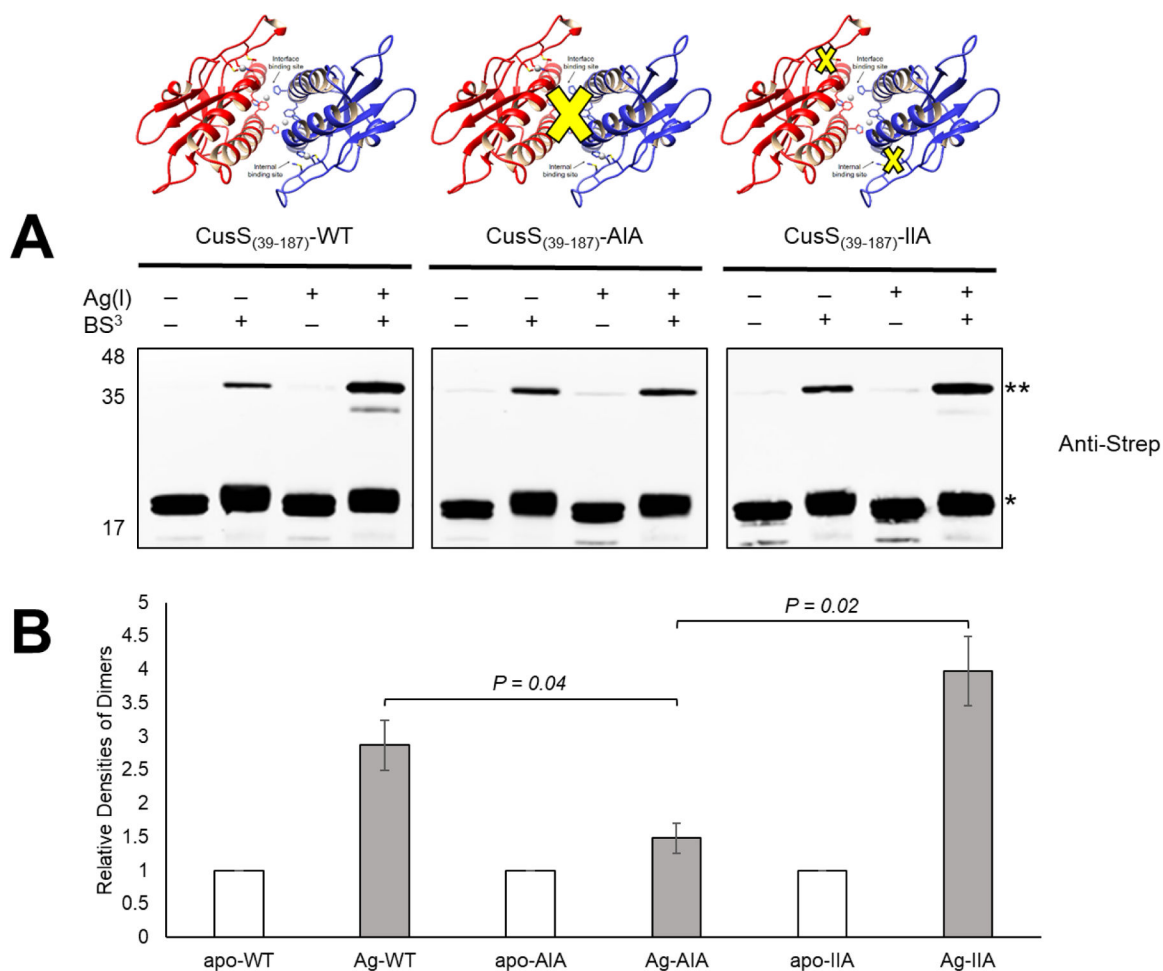 Interface
binding site
Internal
binding site
Interface
binding site
Internal
binding site
Interface
binding site
Internal
binding site
A
CusS(39-187)-WT
CusS(39-187)-AIA
CusS(39-187)-IIA
Ag(I) – – + + – – + + – – + +
BS³ – + – + – + – + – + – +
48
35
**
Anti-Strep
17
*
B
Relative Densities of Dimers
5
4.5
4
3.5
3
2.5
2
1.5
1
0.5
0
P = 0.02
P = 0.04
apo-WT
Ag-WT
apo-AIA
Ag-AIA
apo-IIA
Ag-IIA